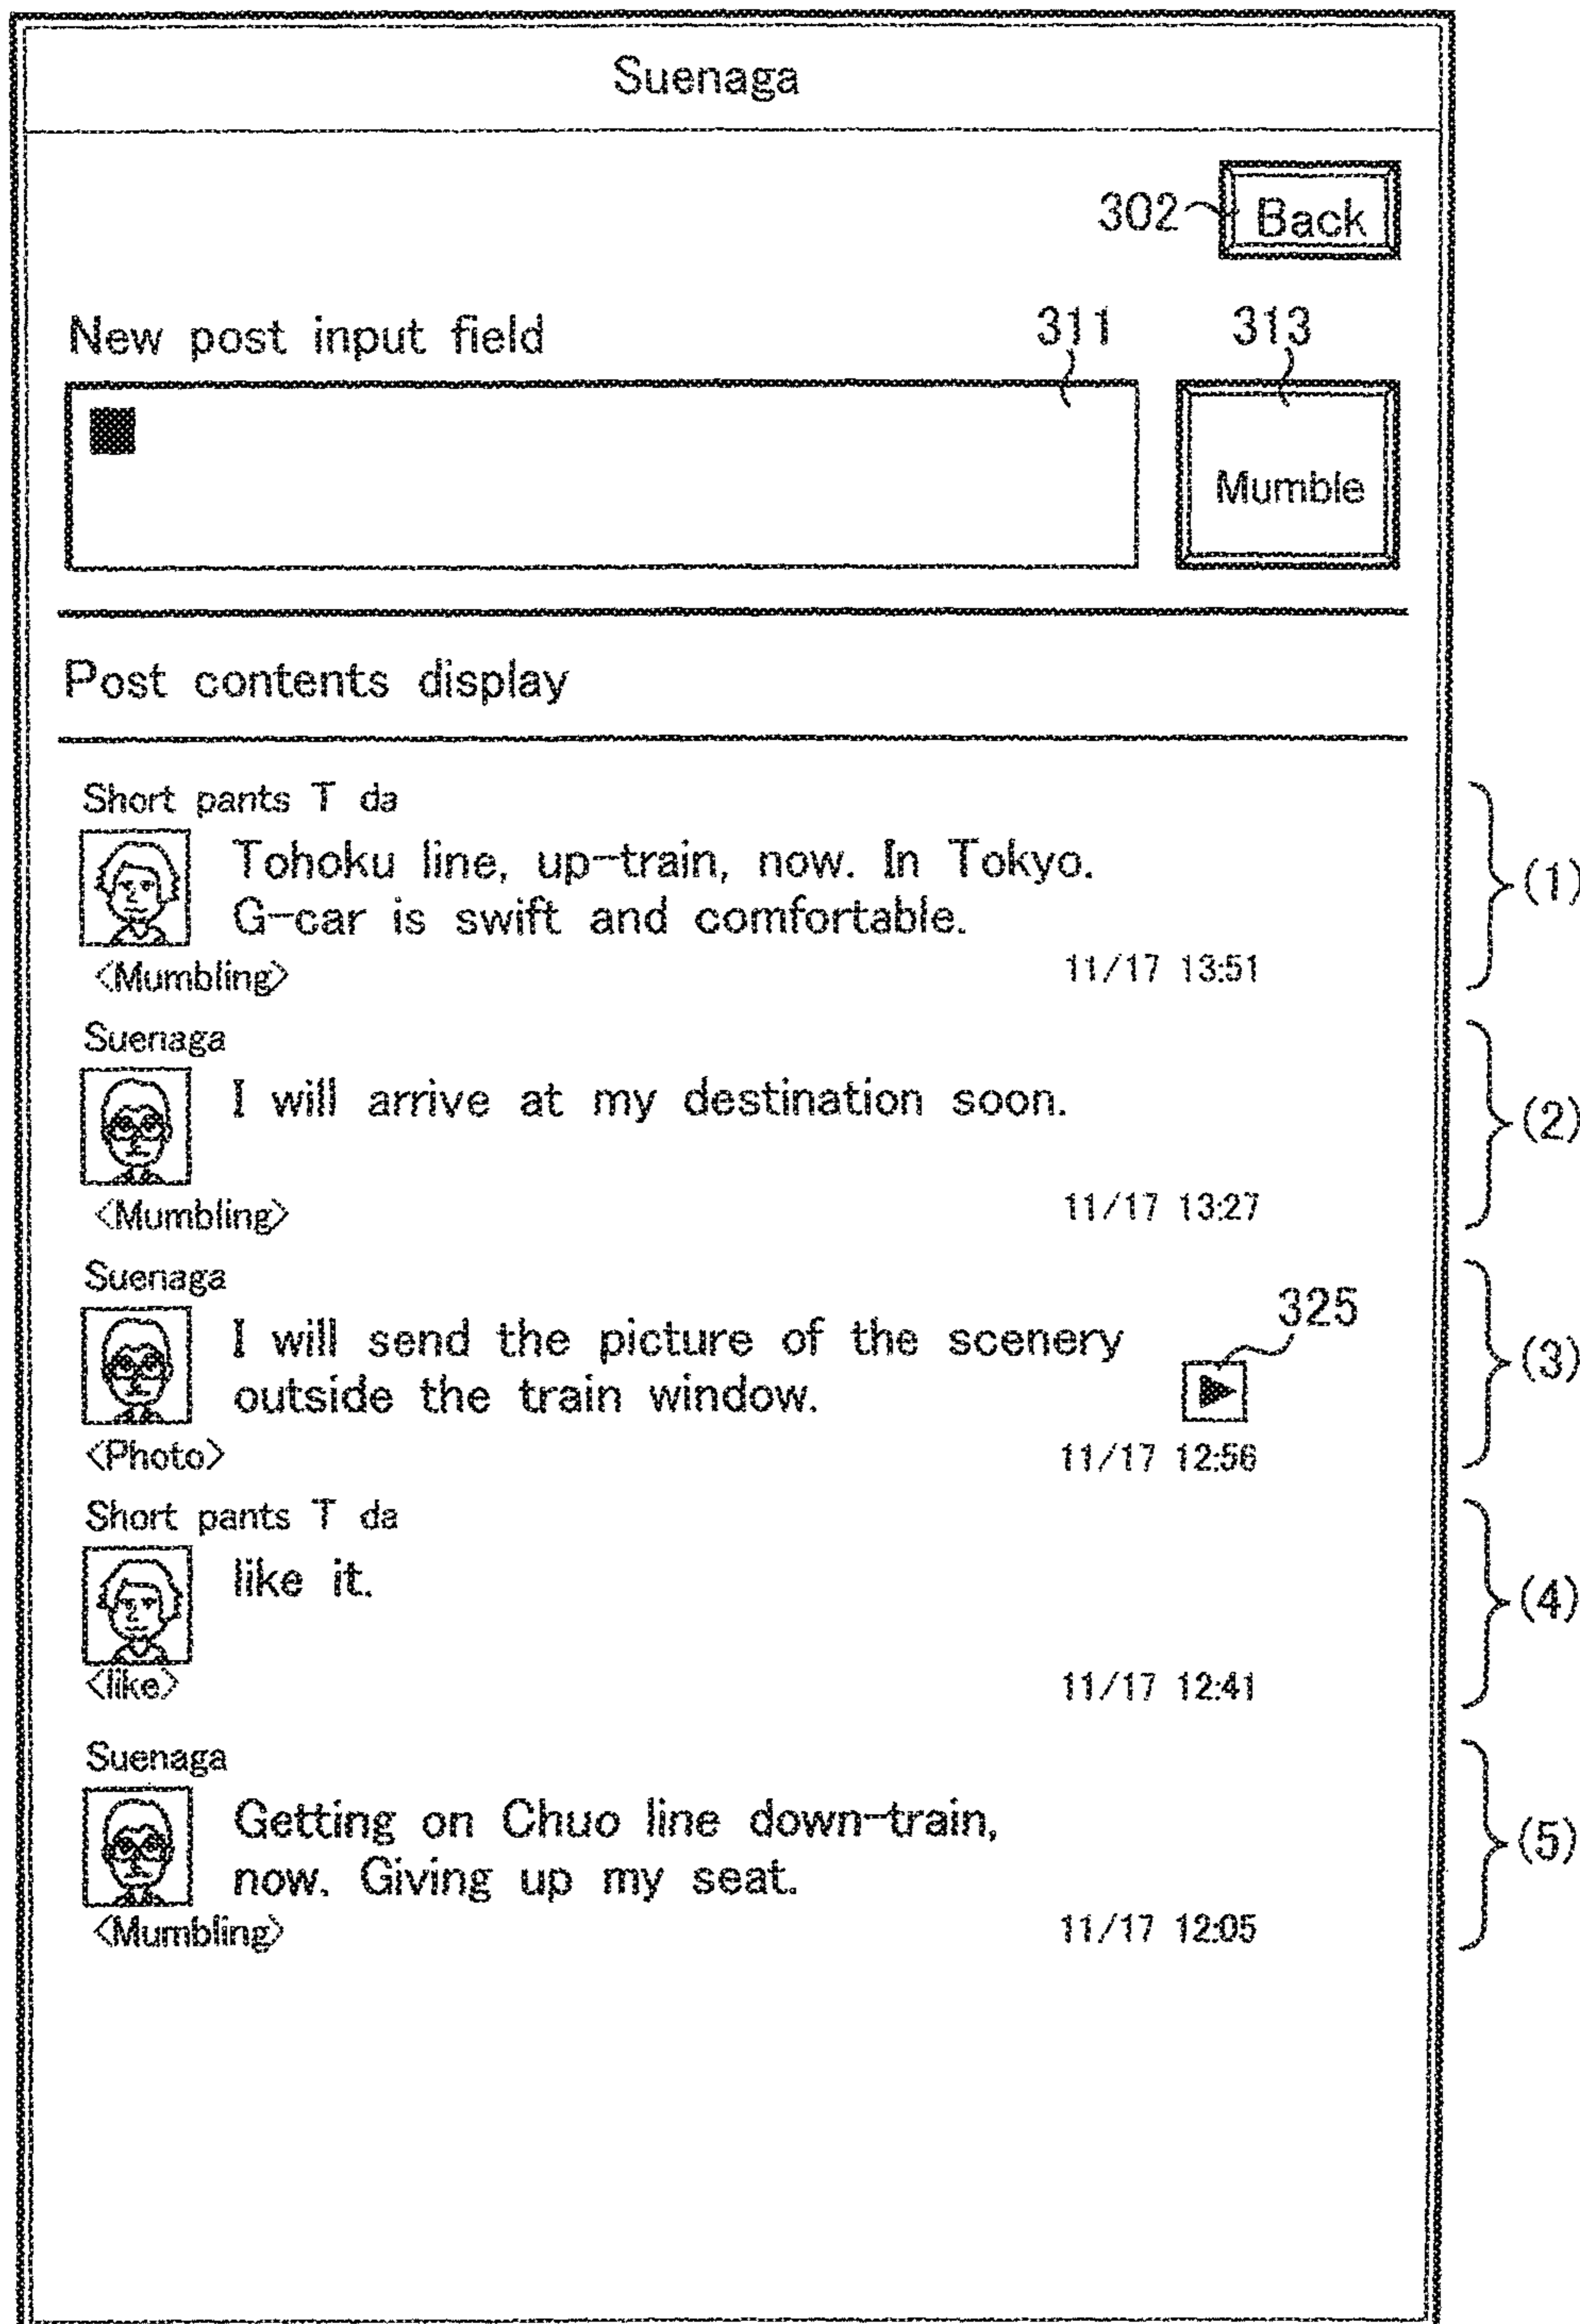 Suenaga
302 Back
New post input field 311 313
Mumble
Post contents display
Short pants T da
Tohoku line, up-train, now. In Tokyo.
G-car is swift and comfortable.
(1)
<Mumbling> 11/17 13:51
Suenaga
I will arrive at my destination soon.
(2)
<Mumbling> 11/17 13:27
Suenaga
325
I will send the picture of the scenery
outside the train window.
(3)
<Photo> 11/17 12:56
Short pants T da
like it.
(4)
<like> 11/17 12:41
Suenaga
Getting on Chuo line down-train,
now. Giving up my seat.
(5)
<Mumbling> 11/17 12:05